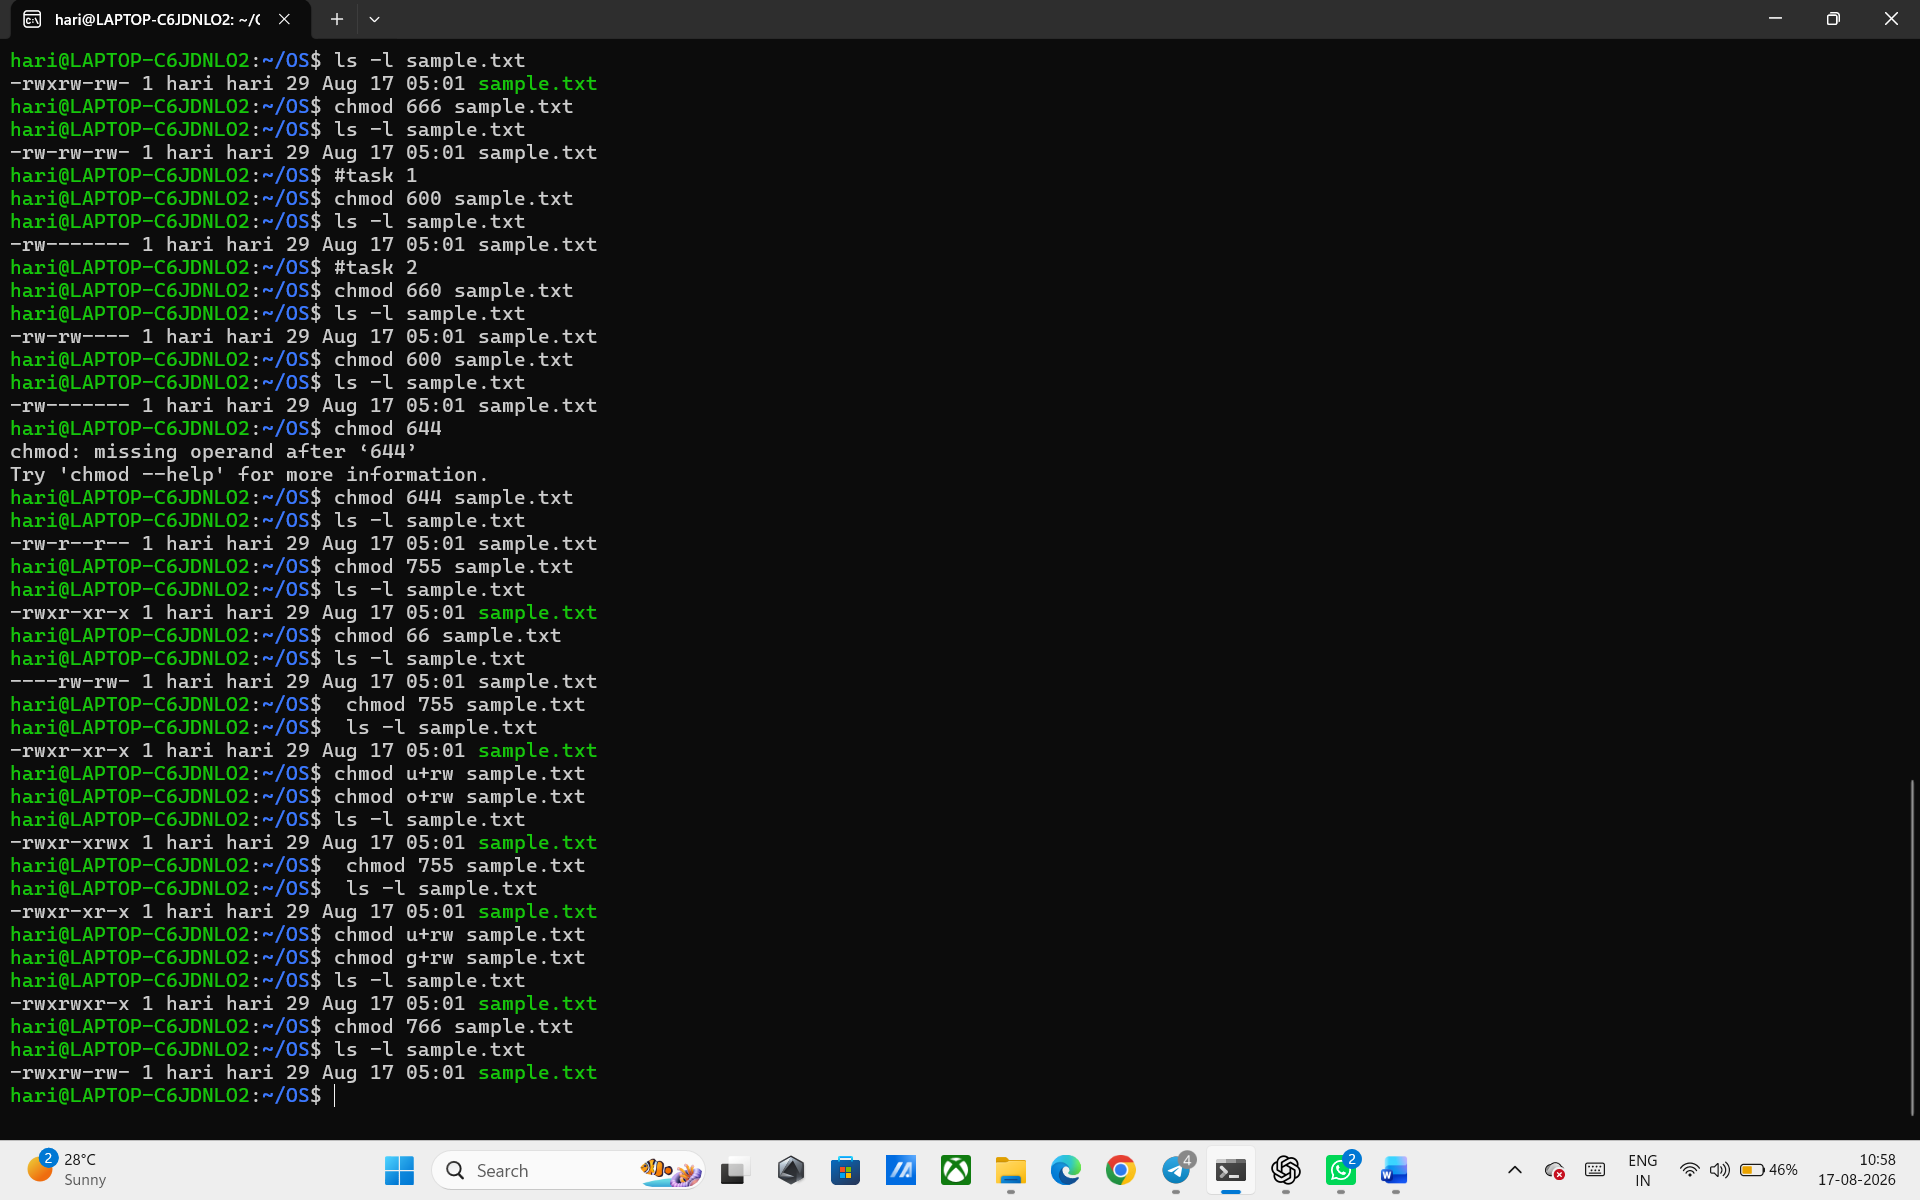 hari@LAPTOP-C6JDNLO2: ~/(
hari@LAPTOP-C6JDNLO2:~/OS$ ls -l sample.txt
-rwxrw-rw- 1 hari hari 29 Aug 17 05:01 sample.txt
hari@LAPTOP-C6JDNLO2:~/OS$ chmod 666 sample.txt
hari@LAPTOP-C6JDNLO2:~/OS$ ls -l sample.txt
-rw-rw-rw- 1 hari hari 29 Aug 17 05:01 sample.txt
hari@LAPTOP-C6JDNLO2:~/OS$ #task 1
hari@LAPTOP-C6JDNLO2:~/OS$ chmod 600 sample.txt
hari@LAPTOP-C6JDNLO2:~/OS$ ls -l sample.txt
-rw------- 1 hari hari 29 Aug 17 05:01 sample.txt
hari@LAPTOP-C6JDNLO2:~/OS$ #task 2
hari@LAPTOP-C6JDNLO2:~/OS$ chmod 660 sample.txt
hari@LAPTOP-C6JDNLO2:~/OS$ ls -l sample.txt
-rw-rw---- 1 hari hari 29 Aug 17 05:01 sample.txt
hari@LAPTOP-C6JDNLO2:~/OS$ chmod 600 sample.txt
hari@LAPTOP-C6JDNLO2:~/OS$ ls -l sample.txt
-rw------- 1 hari hari 29 Aug 17 05:01 sample.txt
hari@LAPTOP-C6JDNLO2:~/OS$ chmod 644
chmod: missing operand after ‘644’
Try 'chmod --help' for more information.
hari@LAPTOP-C6JDNLO2:~/OS$ chmod 644 sample.txt
hari@LAPTOP-C6JDNLO2:~/OS$ ls -l sample.txt
-rw-r--r-- 1 hari hari 29 Aug 17 05:01 sample.txt
hari@LAPTOP-C6JDNLO2:~/OS$ chmod 755 sample.txt
hari@LAPTOP-C6JDNLO2:~/OS$ ls -l sample.txt
-rwxr-xr-x 1 hari hari 29 Aug 17 05:01 sample.txt
hari@LAPTOP-C6JDNLO2:~/OS$ chmod 66 sample.txt
hari@LAPTOP-C6JDNLO2:~/OS$ ls -l sample.txt
----rw-rw- 1 hari hari 29 Aug 17 05:01 sample.txt
hari@LAPTOP-C6JDNLO2:~/OS$  chmod 755 sample.txt
hari@LAPTOP-C6JDNLO2:~/OS$  ls -l sample.txt
-rwxr-xr-x 1 hari hari 29 Aug 17 05:01 sample.txt
hari@LAPTOP-C6JDNLO2:~/OS$ chmod u+rw sample.txt
hari@LAPTOP-C6JDNLO2:~/OS$ chmod o+rw sample.txt
hari@LAPTOP-C6JDNLO2:~/OS$ ls -l sample.txt
-rwxr-xrwx 1 hari hari 29 Aug 17 05:01 sample.txt
hari@LAPTOP-C6JDNLO2:~/OS$  chmod 755 sample.txt
hari@LAPTOP-C6JDNLO2:~/OS$  ls -l sample.txt
-rwxr-xr-x 1 hari hari 29 Aug 17 05:01 sample.txt
hari@LAPTOP-C6JDNLO2:~/OS$ chmod u+rw sample.txt
hari@LAPTOP-C6JDNLO2:~/OS$ chmod g+rw sample.txt
hari@LAPTOP-C6JDNLO2:~/OS$ ls -l sample.txt
-rwxrwxr-x 1 hari hari 29 Aug 17 05:01 sample.txt
hari@LAPTOP-C6JDNLO2:~/OS$ chmod 766 sample.txt
hari@LAPTOP-C6JDNLO2:~/OS$ ls -l sample.txt
-rwxrw-rw- 1 hari hari 29 Aug 17 05:01 sample.txt
hari@LAPTOP-C6JDNLO2:~/OS$
2 28°C
Sunny
Search
4
2
ENG
IN
46%
10:58
17-08-2026